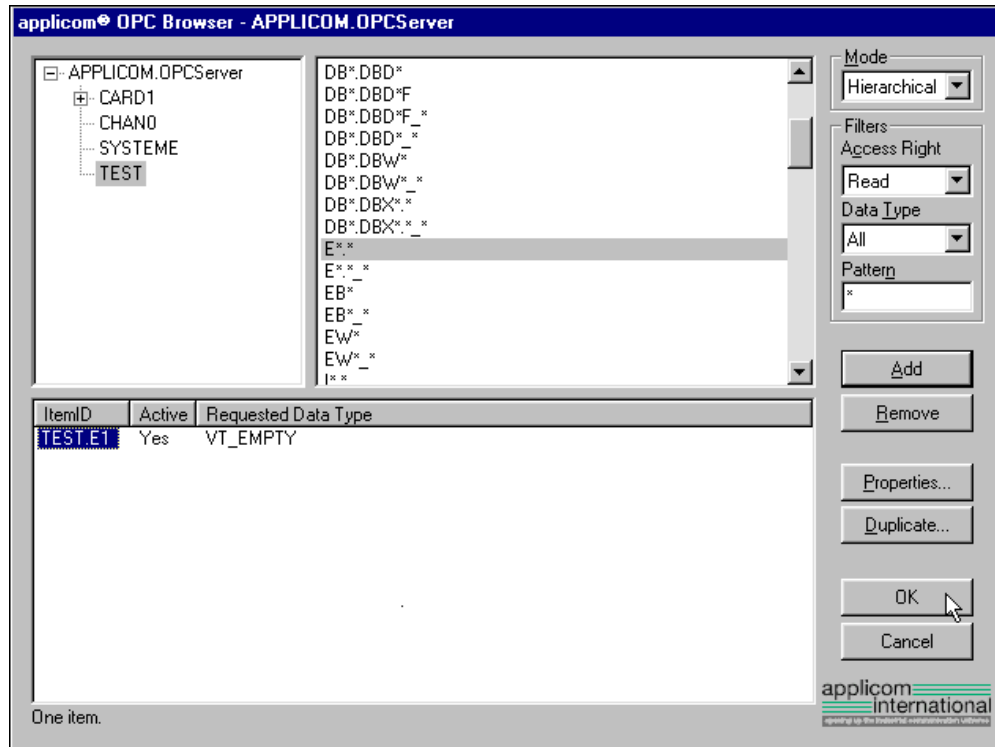 applicom® OPC Browser - APPLICOM.OPCServer
APPLICOM.OPCServer
CARD1
CHAN0
SYSTEME
TEST
DB*.DBD*
DB*.DBD*F
DB*.DBD*F_*
DB*.DBD*_*
DB*.DBW*
DB*.DBW*_*
DB*.DBX*.*
DB*.DBX*.*_*
E*.*
E*.*_*
EB*
EB*_*
EW*
EW*_*
I*.*
Mode
Hierarchical
Filters
Access Right
Read
Data Type
All
Pattern
*
Add
Remove
Properties...
Duplicate...
OK
Cancel
ItemID Active Requested Data Type
TEST.E1 Yes VT_EMPTY
One item.
applicom
international